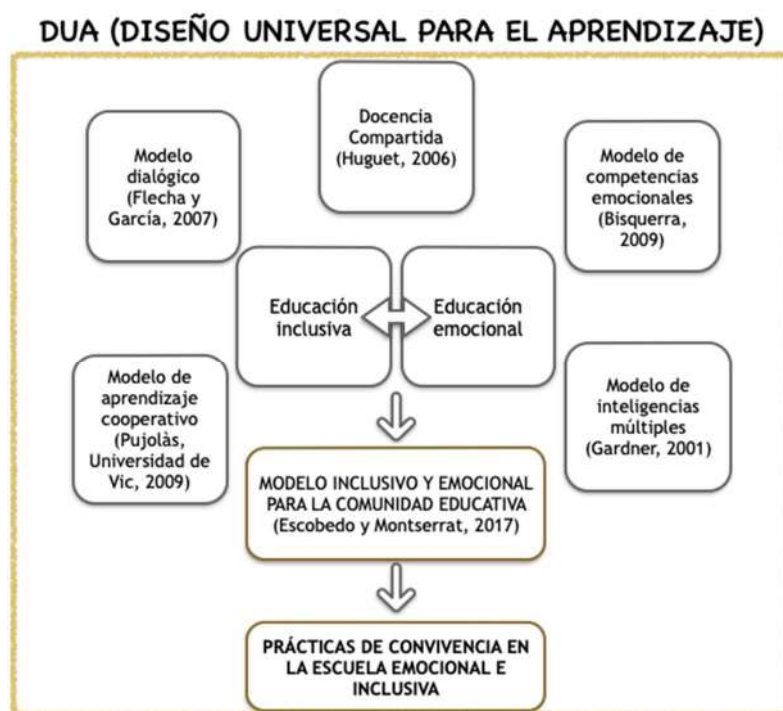 DUA (DISEÑO UNIVERSAL PARA EL APRENDIZAJE)
Docencia
Compartida
(Huguet, 2006)
Modelo
dialógico
(Flecha y
García, 2007)
Modelo de
competencias
emocionales
(Bisquerra,
2009)
Educación
inclusiva
Educación
emocional
Modelo de
aprendizaje
cooperativo
(Pujolàs,
Universidad de
Vic, 2009)
Modelo de
inteligencias
múltiples
(Gardner, 2001)
MODELO INCLUSIVO Y EMOCIONAL
PARA LA COMUNIDAD EDUCATIVA
(Escobedo y Montserrat, 2017)
PRÁCTICAS DE CONVIVENCIA EN
LA ESCUELA EMOCIONAL E
INCLUSIVA